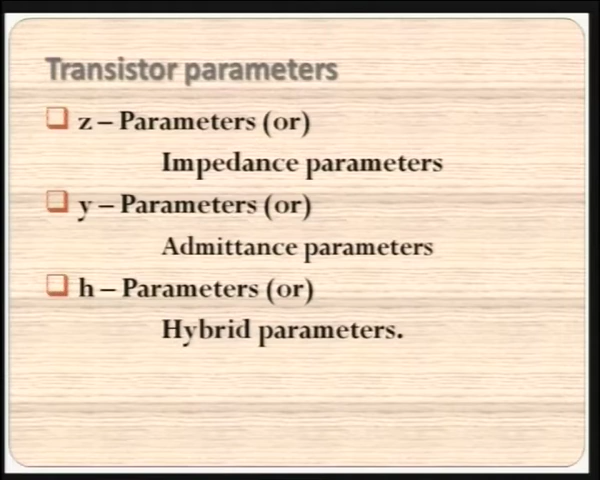 Transistor parameters
z – Parameters (or)
Impedance parameters
y – Parameters (or)
Admittance parameters
h – Parameters (or)
Hybrid parameters.